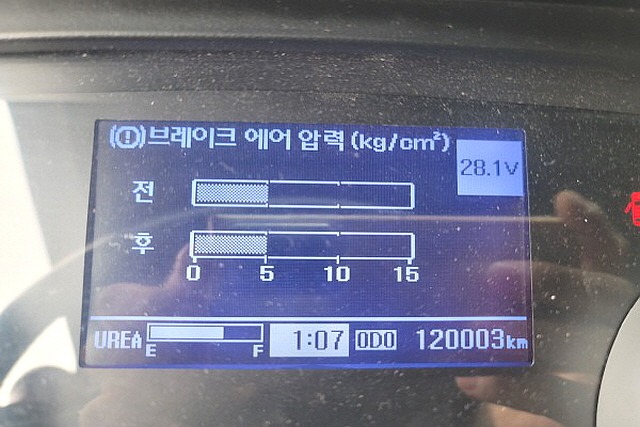 (!)브레이크 에어 압력 (kg/cm²)
28.1V
전
후
0 5 10 15
UREA E F 1:07 ODO 120003km